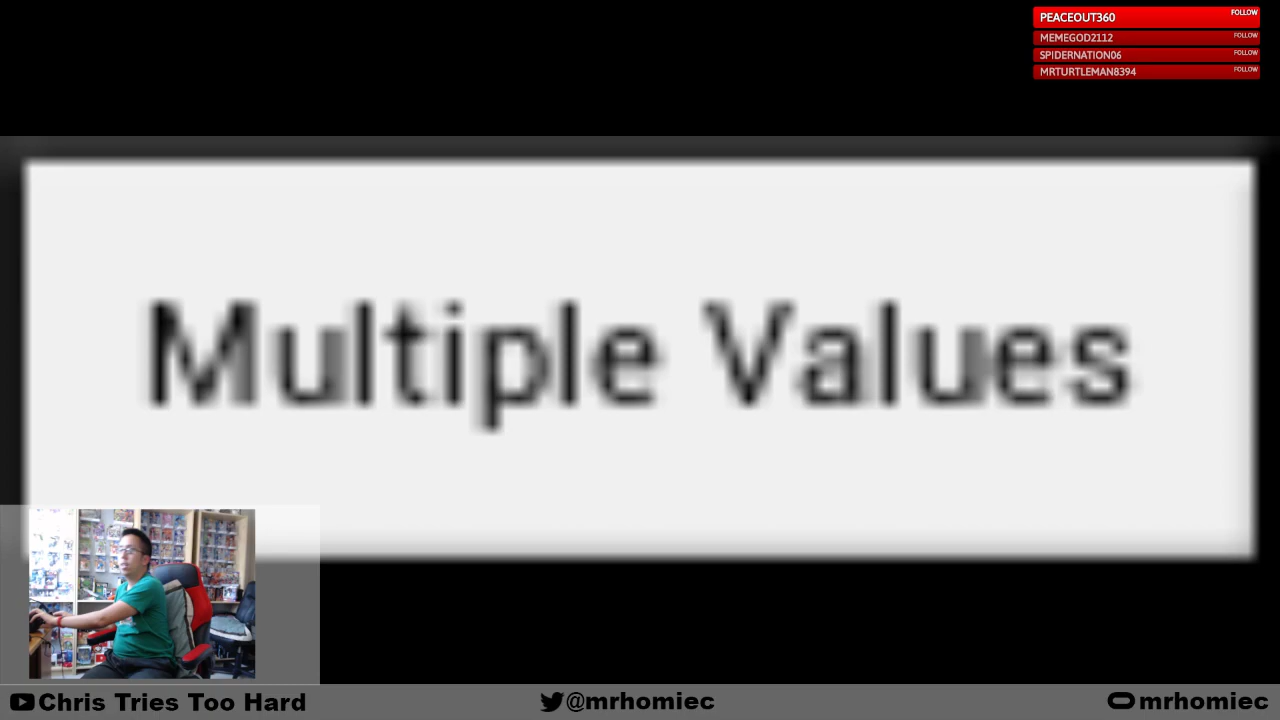 PEACEOUT360 FOLLOW
MEMEGOD2112 FOLLOW
SPIDERNATION06 FOLLOW
MRTURTLEMAN8394 FOLLOW
Multiple Values
Chris Tries Too Hard
@mrhomiec
mrhomiec